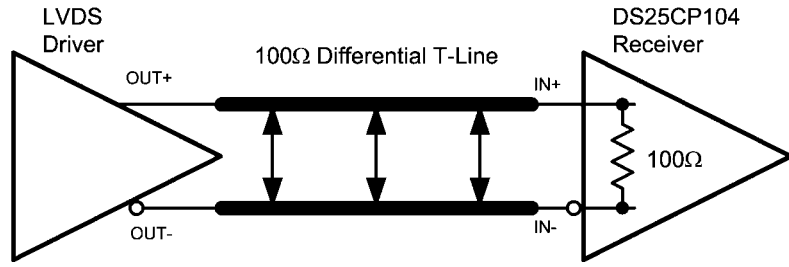 LVDS
Driver
DS25CP104
Receiver
100Ω Differential T-Line
OUT+
IN+
100Ω
OUT-
IN-